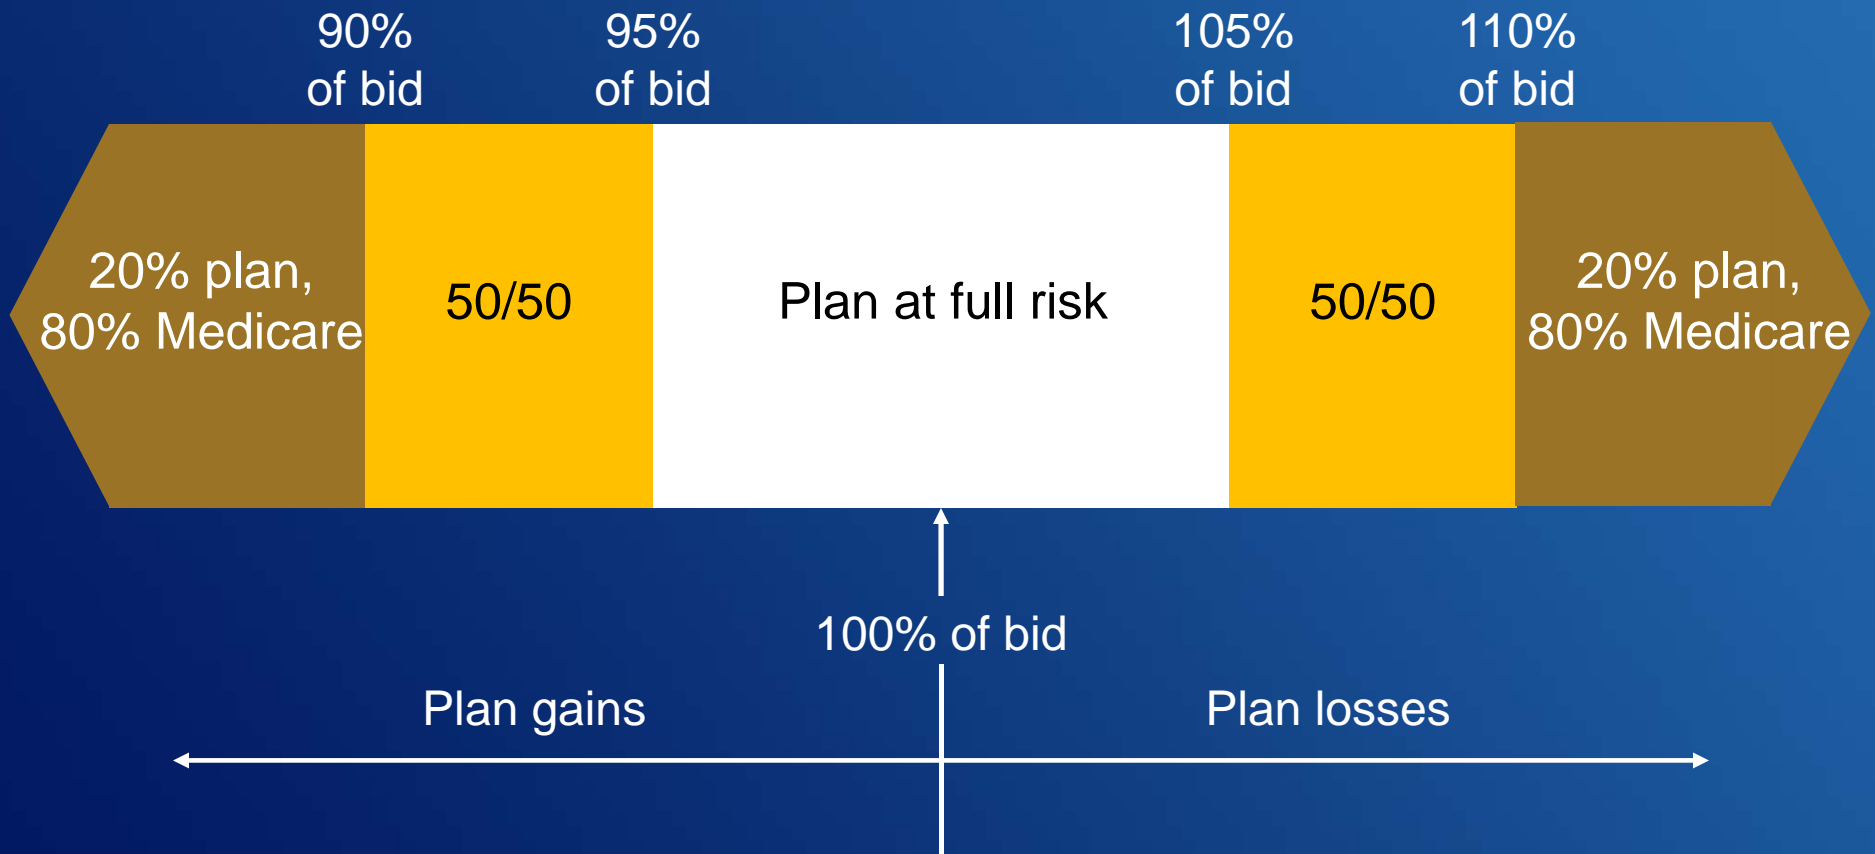 90%
of bid
95%
of bid
105%
of bid
110%
of bid
20% plan,
80% Medicare
50/50
Plan at full risk
50/50
20% plan,
80% Medicare
100% of bid
Plan gains
Plan losses